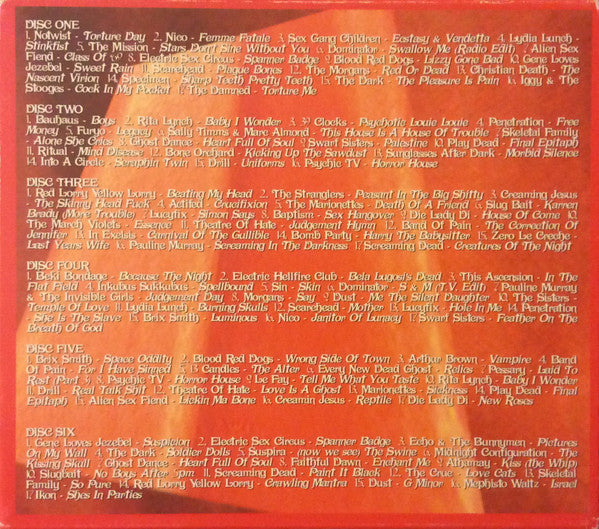 DISC ONE
1. Notwist - Torture Day 2. Nico - Femme Fatale 3. Sex Gang Children - Ecstasy & Vendetta 4. Lydia Lunch -
Stinkfist 5. The Mission - Stars Don't Sine Without You 6. Dominator - Swallow Me (Radio Edit) 7. Alien Sex
Fiend - Class Of 69 8. Electric Sex Circus - Spanner Badge 9. Blood Red Dogs - Lizzy Gone Bad 10. Gene Loves
Jezebel - Sweet Rain 11. Scarehead - Plague Bones 12. The Morgans - Red Or Dead 13. Christian Death - The
Nascent Virion 14. Specimen - Sharp Teeth Pretty Teeth 15. The Dark - The Pleasure Is Pain 16. Iggy & The
Stooges - Cock In My Pocket 17. The Damned - Torture Me
DISC TWO
1. Bauhaus - Boys 2. Rita Lynch - Baby I Wonder 3. 39 Clocks - Psychotic Louie Louie 4. Penetration - Free
Money 5. Furyo - Legacy 6. Sally Timms & Marc Almond - This House Is A House Of Trouble 7. Skeletal Family
- Alone She Cries 8. Ghost Dance - Heart Full Of Soul 9. Swart Sisters - Palestine 10. Play Dead - Final Epitaph
11. Ritual - Mind Disease 12. Bone Orchard - Kicking Up The Sawdust 13. Sunglasses After Dark - Morbid Silence
14. Into A Circle - Seraphin Twin 15. Drill - Uniforms 16. Psychic TV - Horror House
DISC THREE
1. Red Lorry Yellow Lorry - Beating My Head 2. The Stranglers - Peasant In The Big Shitty 3. Creaming Jesus
- The Skinny Head Fuck 4. Actifed - Crucifixion 5. The Marionettes - Death Of A Friend 6. Slug Bait - Karren
Brady (More Trouble) 7. Lucyfix - Simon Says 8. Baptism - Sex Hangover 9. Die Lady Di - House Of Come 10.
The March Violets - Essence 11. Theatre Of Hate - Judgement Hymn 12. Band Of Pain - The Correction Of
Jennifer 13. In Excelsis - Carnival Of The Gullible 14. Bomb Party - Harry The Babysitter 15. Zero Le Creche -
Last Years Wife 16. Pauline Murray - Screaming In The Darkness 17. Screaming Dead - Creatures Of The Night
DISC FOUR
1. Beki Bondage - Because The Night 2. Electric Hellfire Club - Bela Lugosi's Dead 3. This Ascension - In The
Flat Field 4. Inkubus Sukkubus - Spellbound 5. Sin - Skin 6. Dominator - S & M (T.V. Edit) 7. Pauline Murray
& The Invisible Girls - Judgement Day 8. Morgans - Say 9. Dust - Me The Silent Daughter 10. The Sisters -
Temple Of Love 11. Lydia Lunch - Burning Skulls 12. Scarehead - Mother 13. Lucyfix - Hole In Me 14. Penetration
- She Is The Slave 15. Brix Smith - Luminous 16. Nico - Janitor Of Lunacy 17. Swart Sisters - Feather On The
Breath Of God
DISC FIVE
1. Brix Smith - Space Oddity 2. Blood Red Dogs - Wrong Side Of Town 3. Arthur Brown - Vampire 4. Band
Of Pain - For I Have Sinned 5. 13 Candles - The Alter 6. Every New Dead Ghost - Relics 7. Pessary - Laid To
Rest (Part 1) 8. Psychic TV - Horror House 9. Le Fay - Tell Me What You Taste 10. Rita Lynch - Baby I Wonder
11. Drill - Real Talk Shit 12. Theatre Of Hate - Love Is A Ghost 13. Marionettes - Sickness 14. Play Dead - Final
Epitaph 15. Alien Sex Fiend - Lickin Ma Bone 16. Creamin Jesus - Reptile 17. Die Lady Di - New Roses
DISC SIX
1. Gene Loves Jezebel - Suspicion 2. Electric Sex Circus - Spanner Badge 3. Echo & The Bunnymen - Pictures
On My Wall 4. The Dark - Soldier Dolls 5. Suspira - (now we see) The Swine 6. Midnight Configuration - The
Kissing Skull 7. Ghost Dance - Heart Full Of Soul 8. Faithful Dawn - Enchant Me 9. Athamay - Kiss (The Whip)
10. Slugbait - No Boys After 5pm 11. Screaming Dead - Paint It Black 12. The Crue - Love Cats 13. Skeletal
Family - So Pure 14. Red Lorry Yellow Lorry - Crawling Mantra 15. Dust - G Minor 16. Mephisto Waltz - Israel
17. Ikon - Shes In Parties